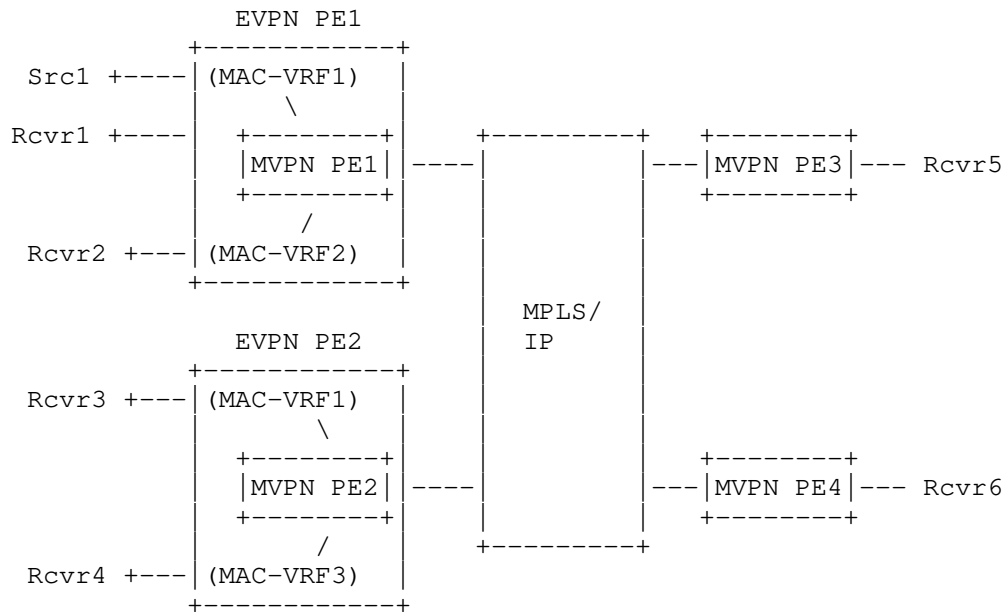 EVPN PE1
Src1 +----|(MAC-VRF1) |
Rcvr1 +----|
|MVPN PE1|----| |---|MVPN PE3|--- Rcvr5
Rcvr2 +---|(MAC-VRF2) |
MPLS/
EVPN PE2 | IP
Rcvr3 +---|(MAC-VRF1) |
|MVPN PE2|----| |---|MVPN PE4|--- Rcvr6
Rcvr4 +---|(MAC-VRF3) |